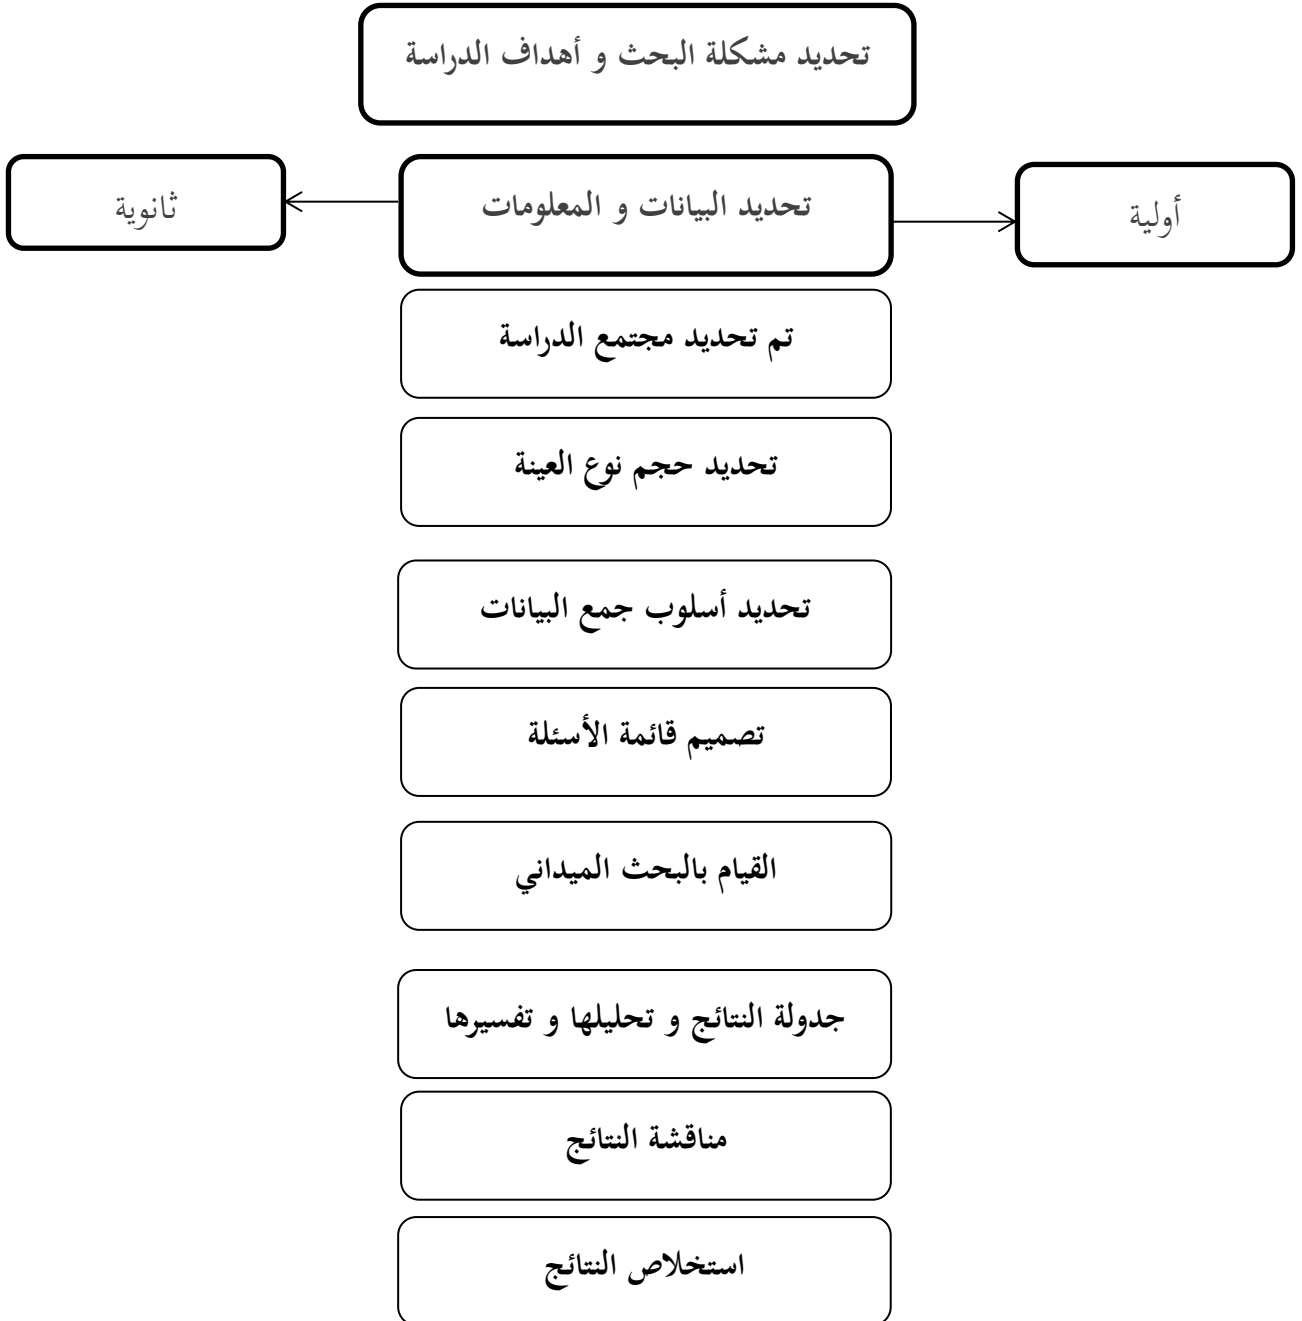 تحديد مشكلة البحث و أهداف الدراسة
أولية
تحديد البيانات و المعلومات
ثانوية
تم تحديد مجتمع الدراسة
تحديد حجم نوع العينة
تحديد أسلوب جمع البيانات
تصميم قائمة الأسئلة
القيام بالبحث الميداني
جدولة النتائج و تحليلها و تفسيرها
مناقشة النتائج
استخلاص النتائج